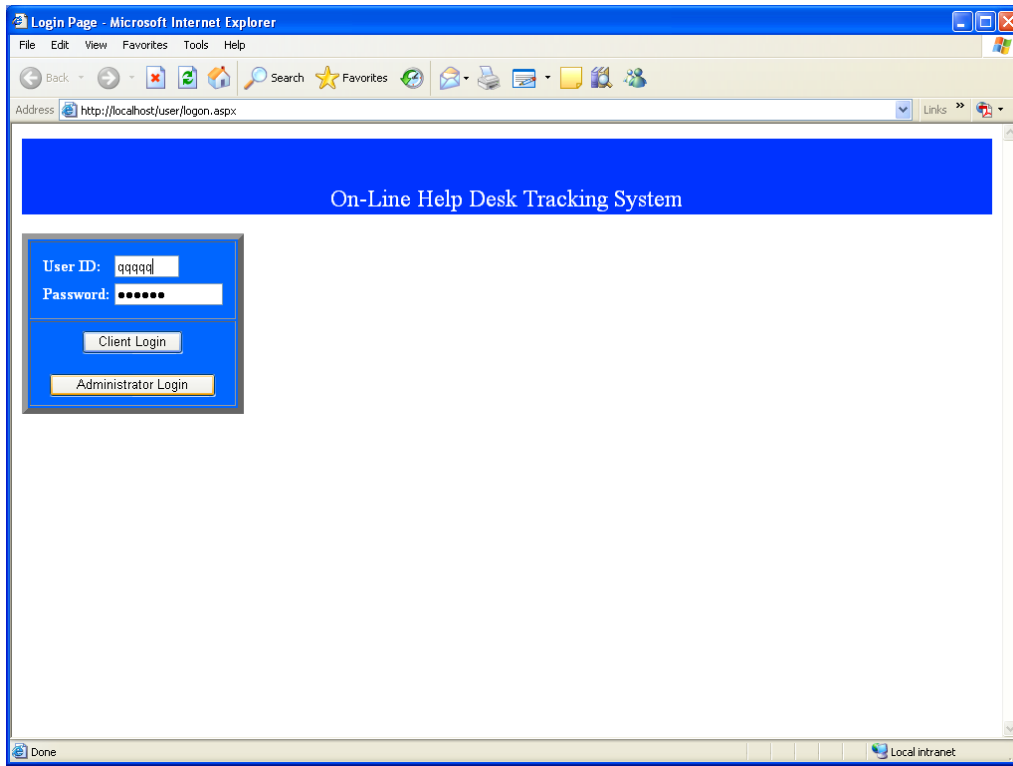 Login Page - Microsoft Internet Explorer
File Edit View Favorites Tools Help
Back Search Favorites
Address http://localhost/user/logon.aspx Links »
On-Line Help Desk Tracking System
User ID: qqqqq
Password: ●●●●●●
Client Login
Administrator Login
Done Local intranet